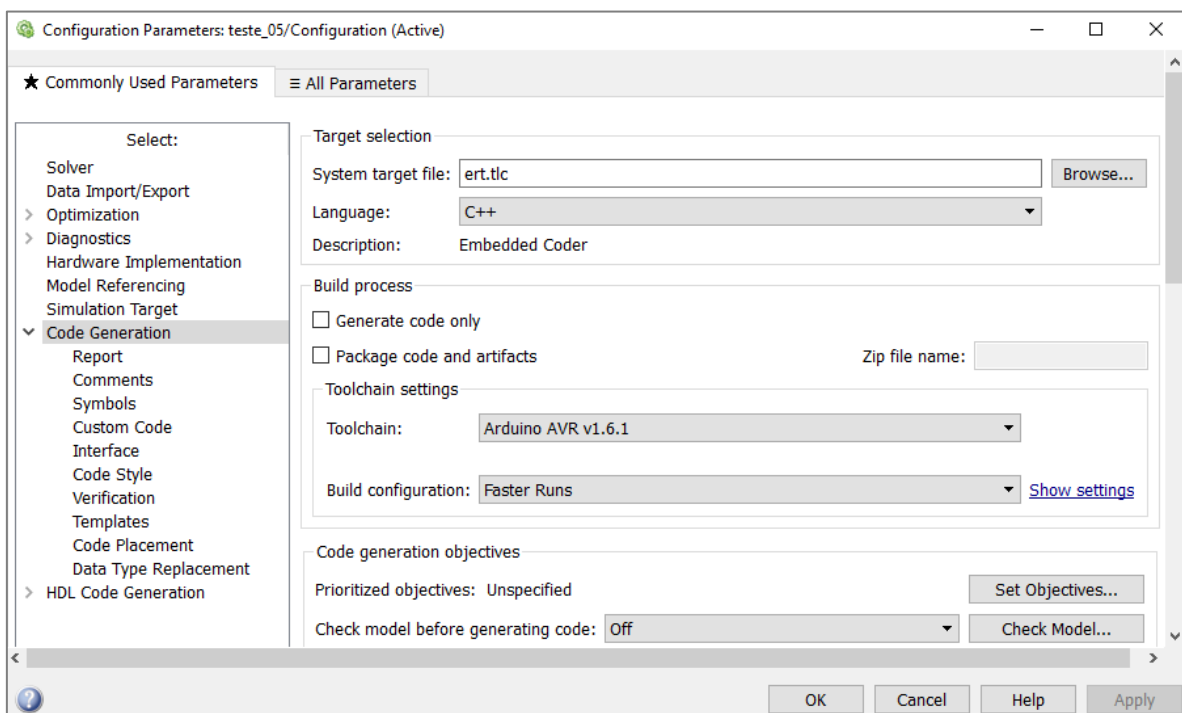 Configuration Parameters: teste_05/Configuration (Active)
★ Commonly Used Parameters
≡ All Parameters
Select:
Solver
Data Import/Export
Optimization
Diagnostics
Hardware Implementation
Model Referencing
Simulation Target
Code Generation
Report
Comments
Symbols
Custom Code
Interface
Code Style
Verification
Templates
Code Placement
Data Type Replacement
HDL Code Generation
Target selection
System target file: ert.tlc Browse...
Language: C++
Description: Embedded Coder
Build process
Generate code only
Package code and artifacts Zip file name:
Toolchain settings
Toolchain: Arduino AVR v1.6.1
Build configuration: Faster Runs Show settings
Code generation objectives
Prioritized objectives: Unspecified Set Objectives...
Check model before generating code: Off Check Model...
? OK Cancel Help Apply